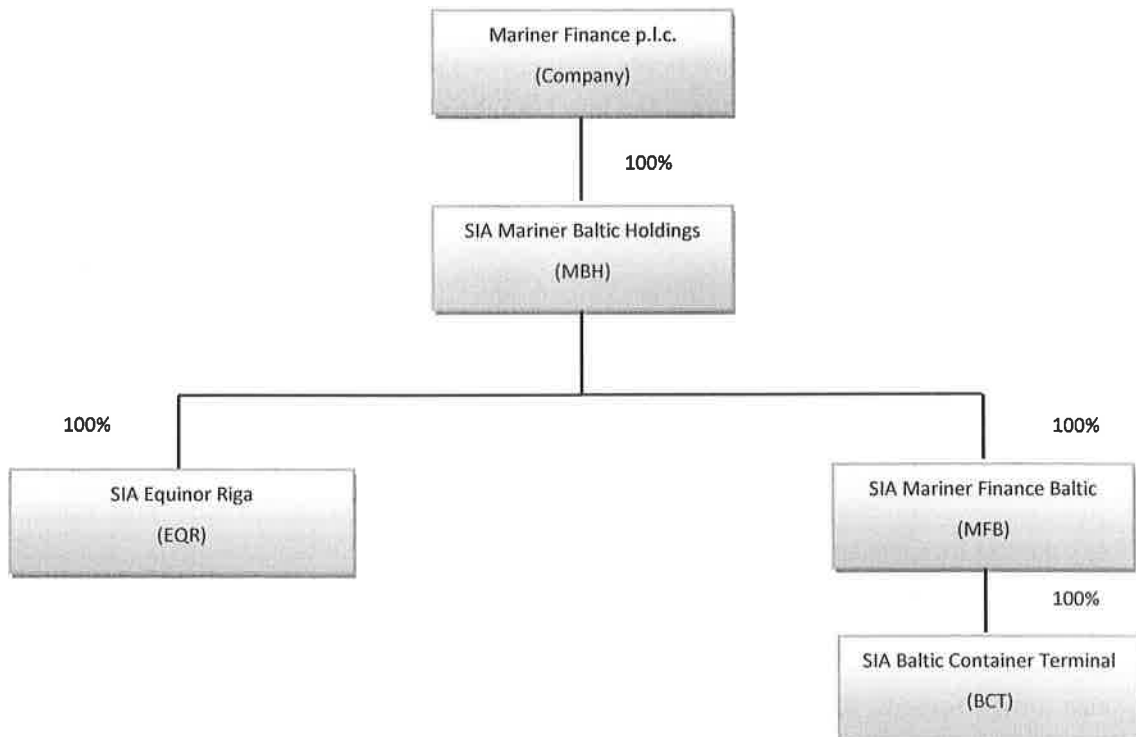 Mariner Finance p.l.c.
(Company)
100%
SIA Mariner Baltic Holdings
(MBH)
100%
100%
SIA Equinor Riga
(EQR)
SIA Mariner Finance Baltic
(MFB)
100%
SIA Baltic Container Terminal
(BCT)